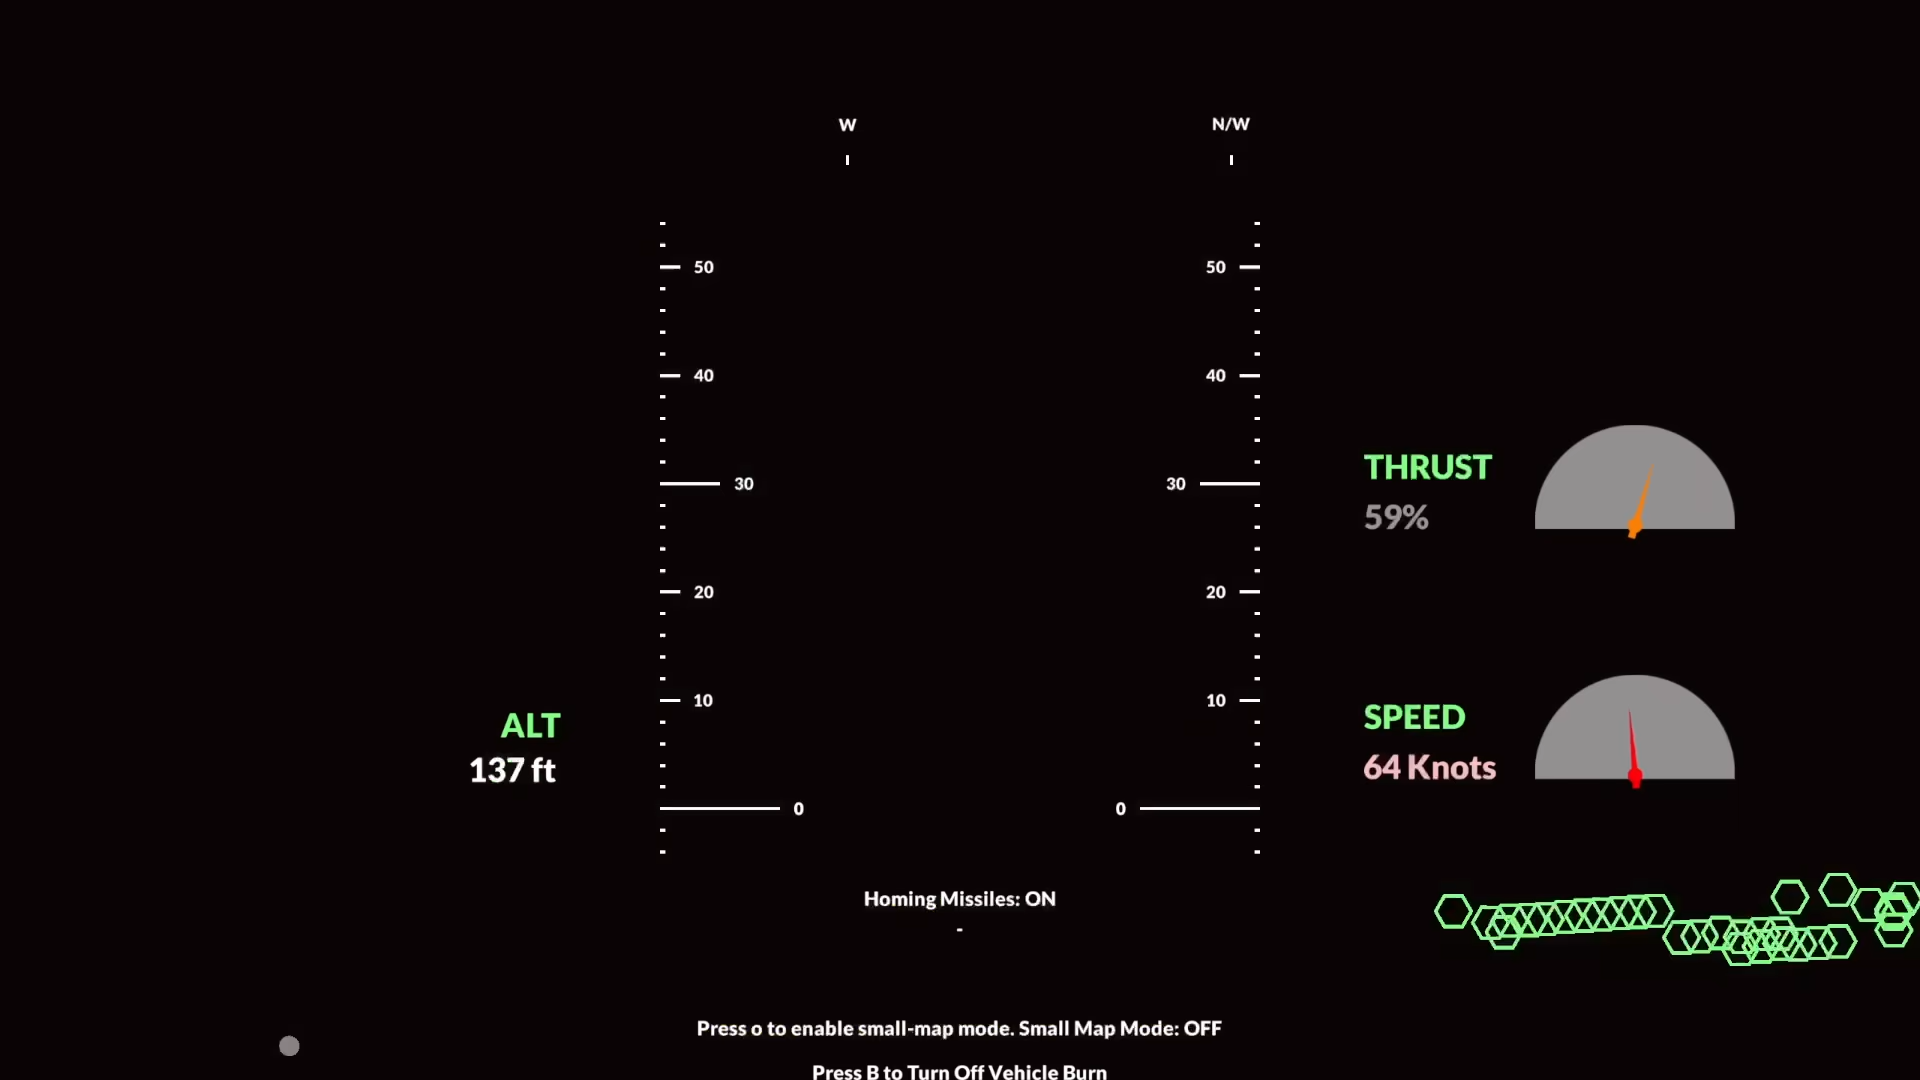 W N/W
50 50
40 40
THRUST
30 30
59%
20 20
10 10
SPEED
ALT
64 Knots
137 ft
0 0
Homing Missiles: ON
-
Press o to enable small-map mode. Small Map Mode: OFF
Press B to Turn Off Vehicle Burn